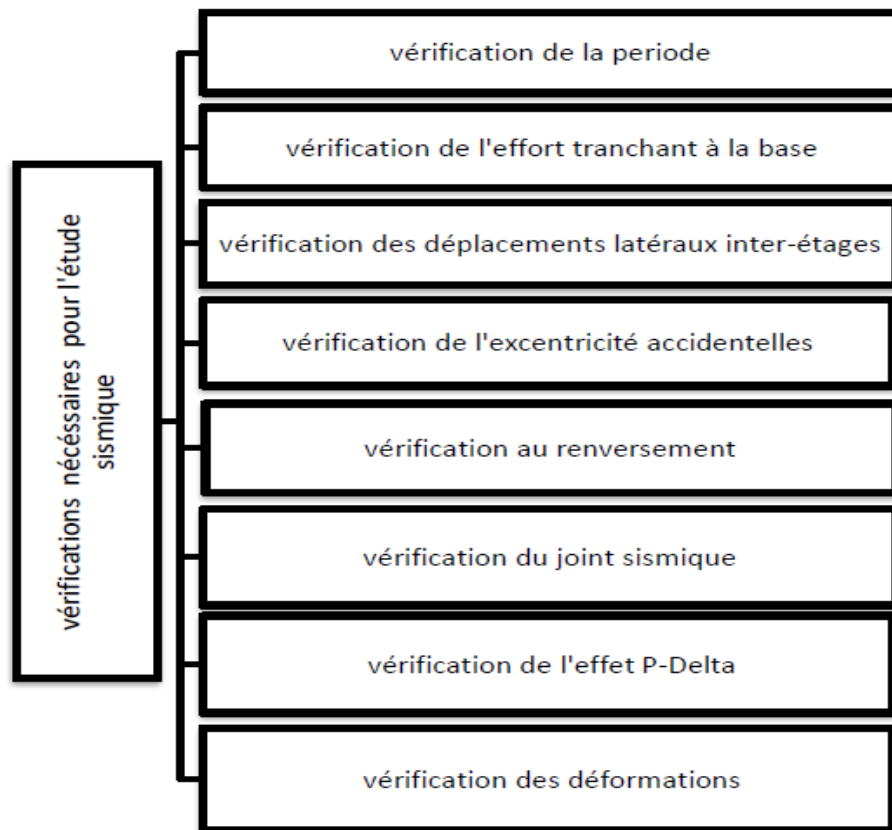 vérifications nécéssaires pour l'étude
sismique
vérification de la periode
vérification de l'effort tranchant à la base
vérification des déplacements latéraux inter-étages
vérification de l'excentricité accidentelles
vérification au renversement
vérification du joint sismique
vérification de l'effet P-Delta
vérification des déformations